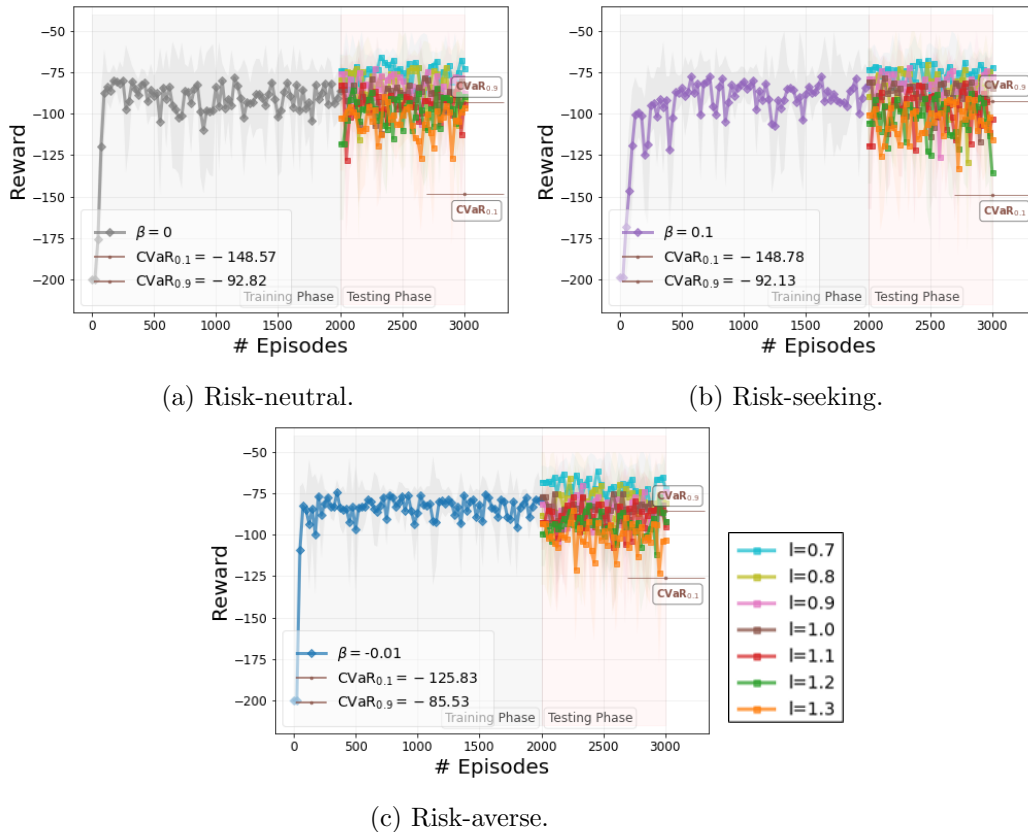 −50
−75
−100
−125
−150
−175
−200
Reward
CVaR0.9
CVaR0.1
β = 0
CVaR0.1 = − 148.57
CVaR0.9 = − 92.82
Training Phase
Testing Phase
0 500 1000 1500 2000 2500 3000
# Episodes
(a) Risk-neutral.
−50
−75
−100
−125
−150
−175
−200
Reward
CVaR0.9
CVaR0.1
β = 0.1
CVaR0.1 = − 148.78
CVaR0.9 = − 92.13
Training Phase
Testing Phase
0 500 1000 1500 2000 2500 3000
# Episodes
(b) Risk-seeking.
−50
−75
−100
−125
−150
−175
−200
Reward
CVaR0.9
CVaR0.1
β = -0.01
CVaR0.1 = − 125.83
CVaR0.9 = − 85.53
Training Phase
Testing Phase
0 500 1000 1500 2000 2500 3000
# Episodes
l=0.7
l=0.8
l=0.9
l=1.0
l=1.1
l=1.2
l=1.3
(c) Risk-averse.